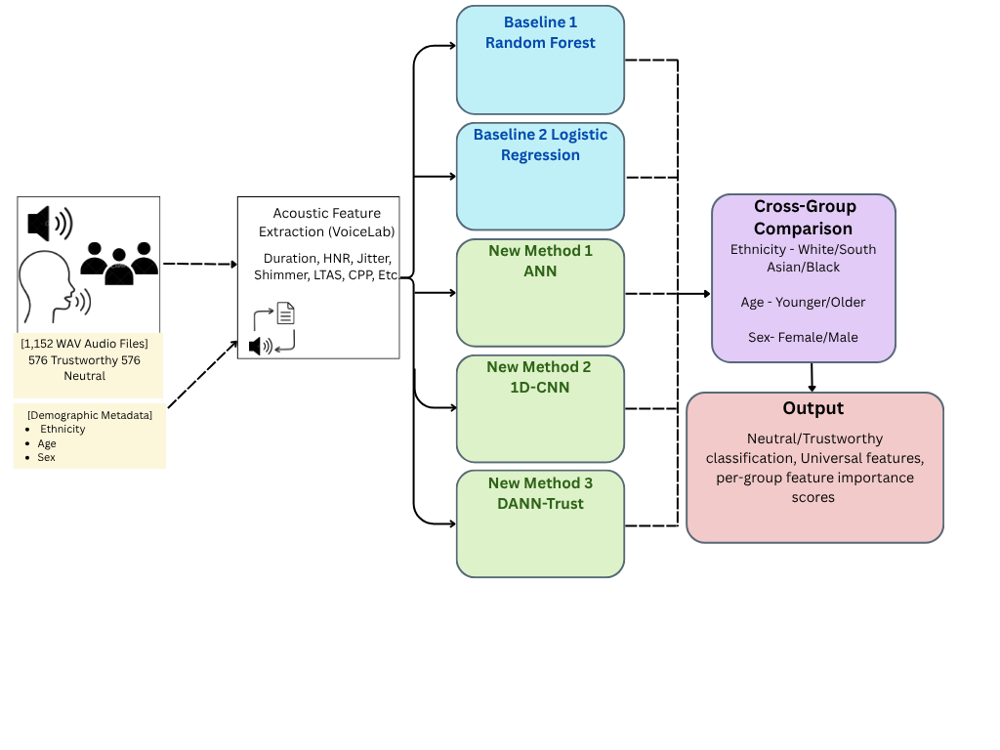 [1,152 WAV Audio Files]
576 Trustworthy 576
Neutral
[Demographic Metadata]
• Ethnicity
• Age
• Sex
Acoustic Feature
Extraction (VoiceLab)
Duration, HNR, Jitter,
Shimmer, LTAS, CPP, Etc.
Baseline 1
Random Forest
Baseline 2 Logistic
Regression
New Method 1
ANN
New Method 2
1D-CNN
New Method 3
DANN-Trust
Cross-Group
Comparison
Ethnicity - White/South
Asian/Black
Age - Younger/Older
Sex- Female/Male
Output
Neutral/Trustworthy
classification, Universal features,
per-group feature importance
scores